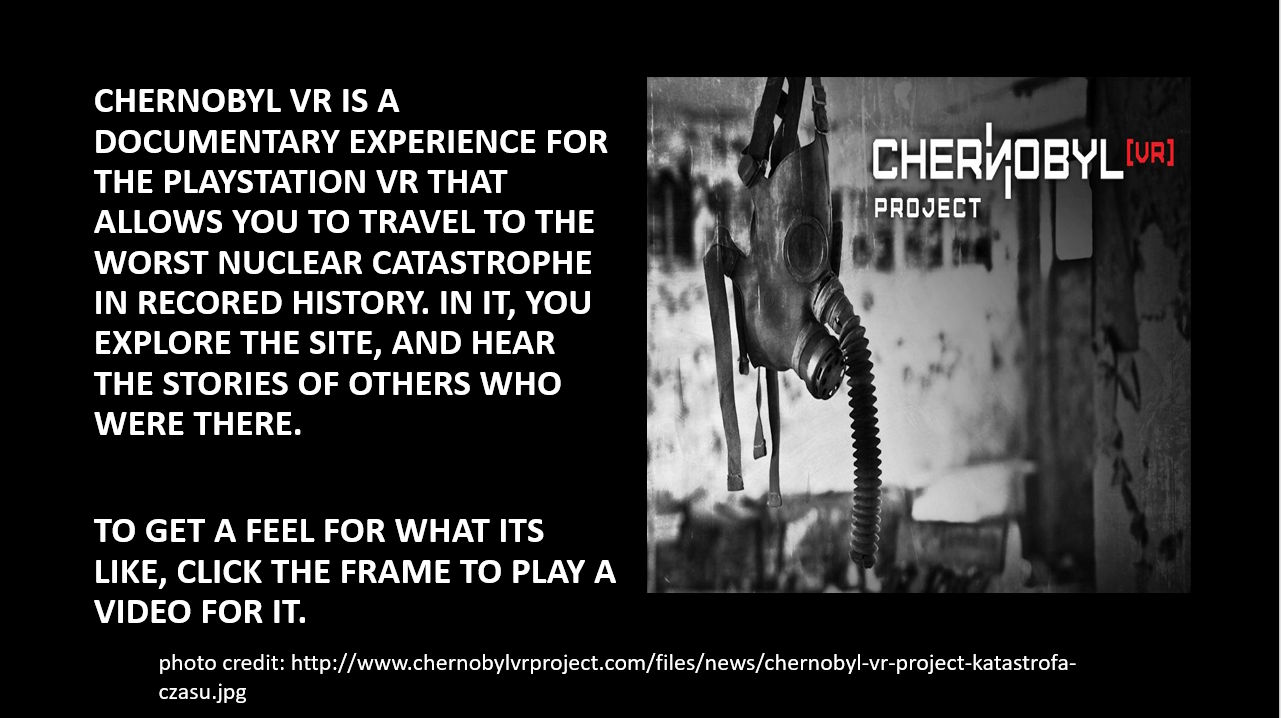 CHERNOBYL VR IS A
DOCUMENTARY EXPERIENCE FOR
THE PLAYSTATION VR THAT
ALLOWS YOU TO TRAVEL TO THE
WORST NUCLEAR CATASTROPHE
IN RECORED HISTORY. IN IT, YOU
EXPLORE THE SITE, AND HEAR
THE STORIES OF OTHERS WHO
WERE THERE.
TO GET A FEEL FOR WHAT ITS
LIKE, CLICK THE FRAME TO PLAY A
VIDEO FOR IT.
CHERNOBYL [VR]
PROJECT
photo credit: http://www.chernobylvrproject.com/files/news/chernobyl-vr-project-katastrofa-
czasu.jpg